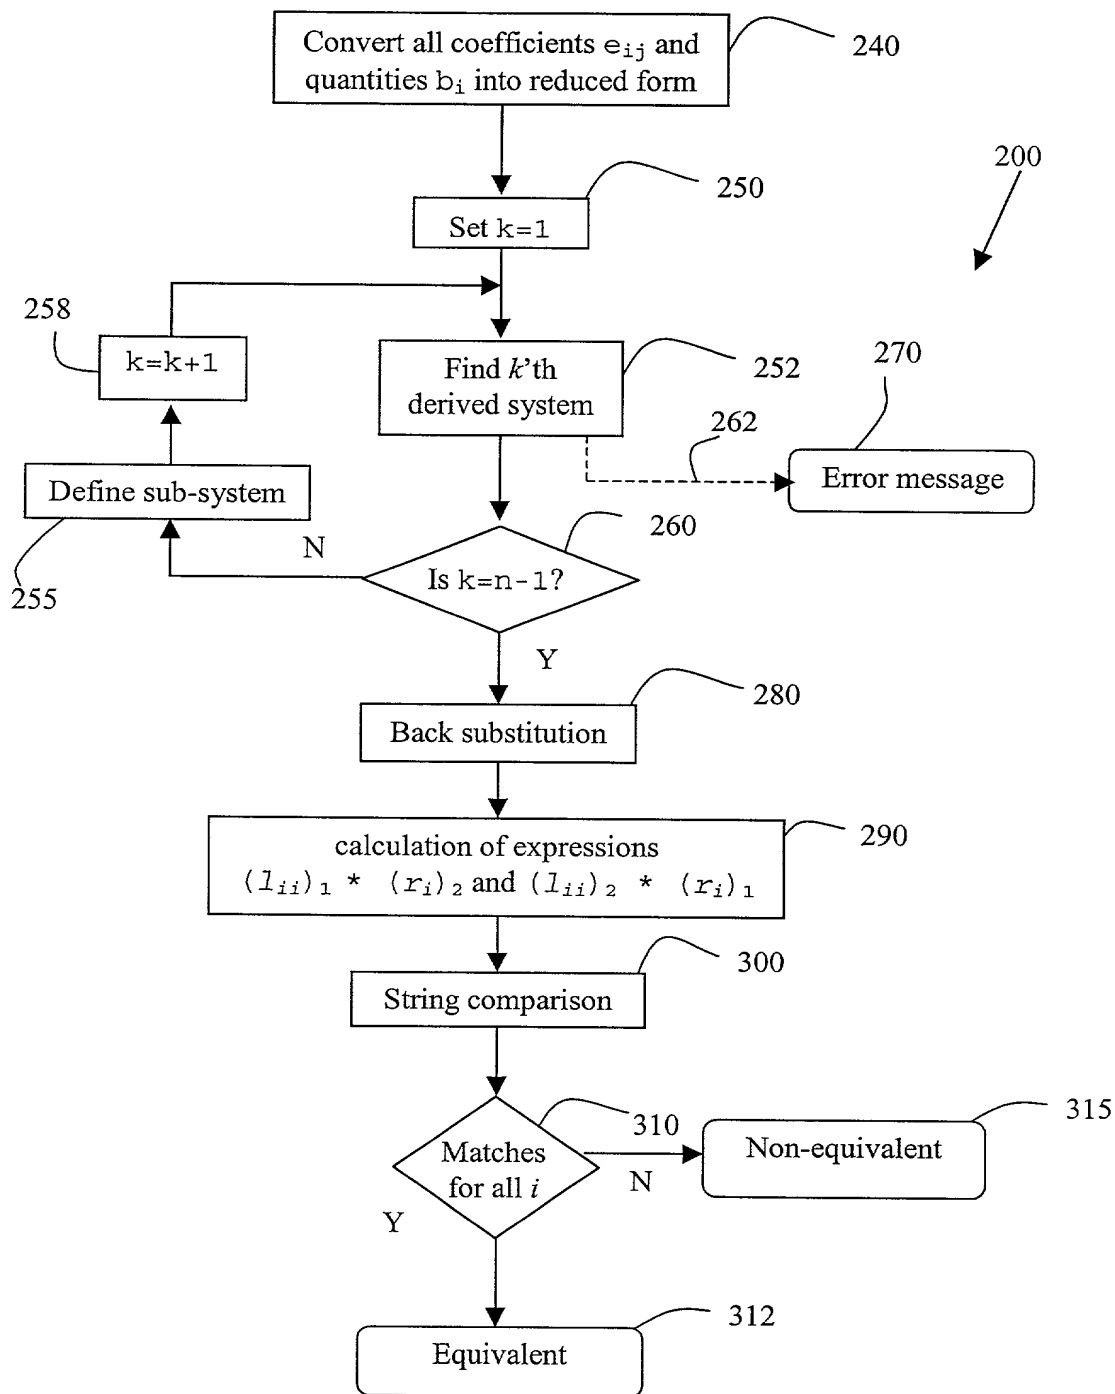 Convert all coefficients eij and
quantities bi into reduced form
240
200
250
Set k=1
258
k=k+1
Find k'th
derived system
252
270
262
Error message
Define sub-system
255
N
260
Is k=n-1?
Y
280
Back substitution
290
calculation of expressions
(lii)1 * (ri)2 and (lii)2 * (ri)1
300
String comparison
310
315
Matches
for all i
N
Non-equivalent
Y
312
Equivalent